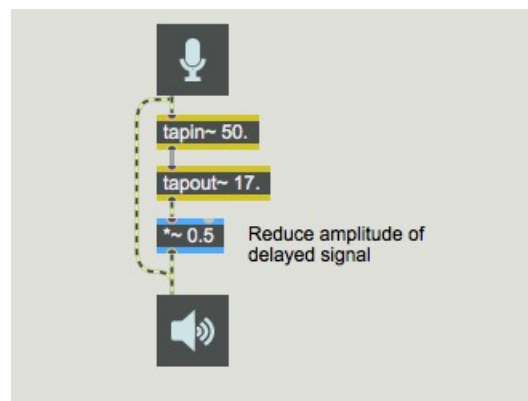 tapin~ 50.
tapout~ 17.
*~ 0.5
Reduce amplitude of
delayed signal